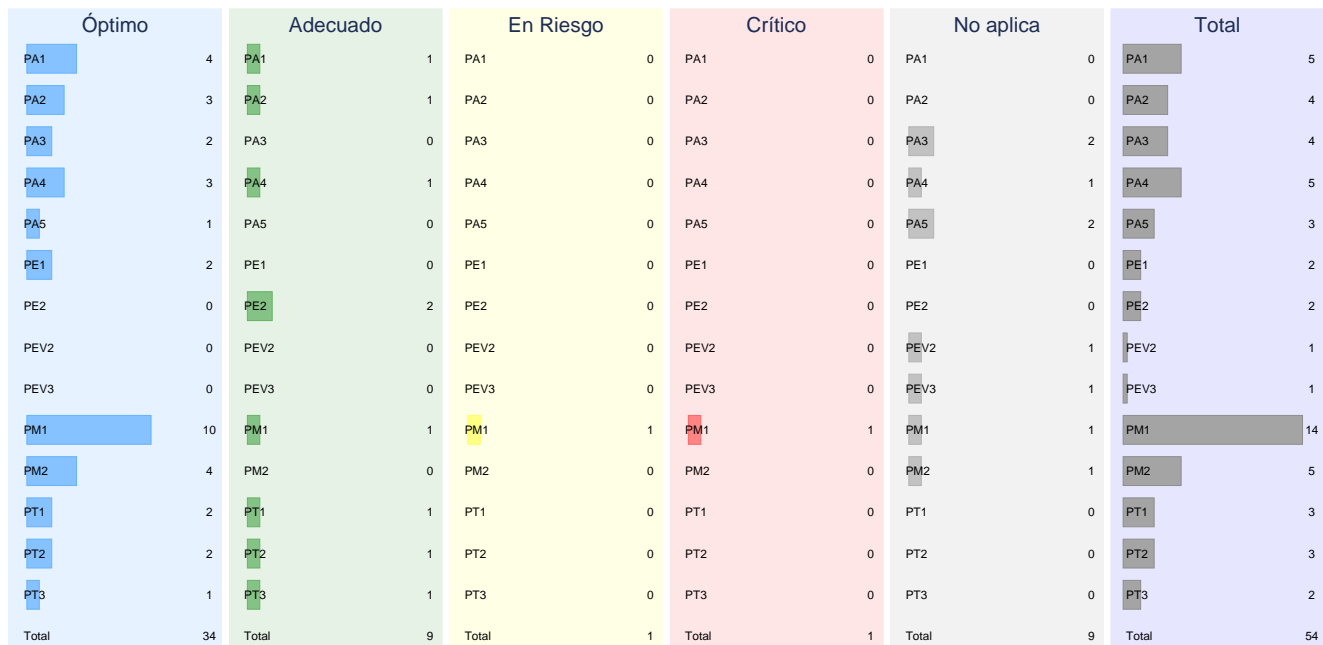 Óptimo Adecuado En Riesgo Crítico No aplica Total
PA1 4 PA1 1 PA1 0 PA1 0 PA1 0 PA1 5
PA2 3 PA2 1 PA2 0 PA2 0 PA2 0 PA2 4
PA3 2 PA3 0 PA3 0 PA3 0 PA3 2 PA3 4
PA4 3 PA4 1 PA4 0 PA4 0 PA4 1 PA4 5
PA5 1 PA5 0 PA5 0 PA5 0 PA5 2 PA5 3
PE1 2 PE1 0 PE1 0 PE1 0 PE1 0 PE1 2
PE2 0 PE2 2 PE2 0 PE2 0 PE2 0 PE2 2
PEV2 0 PEV2 0 PEV2 0 PEV2 0 PEV2 1 PEV2 1
PEV3 0 PEV3 0 PEV3 0 PEV3 0 PEV3 1 PEV3 1
PM1 10 PM1 1 PM1 1 PM1 1 PM1 1 PM1 14
PM2 4 PM2 0 PM2 0 PM2 0 PM2 1 PM2 5
PT1 2 PT1 1 PT1 0 PT1 0 PT1 0 PT1 3
PT2 2 PT2 1 PT2 0 PT2 0 PT2 0 PT2 3
PT3 1 PT3 1 PT3 0 PT3 0 PT3 0 PT3 2
Total 34 Total 9 Total 1 Total 1 Total 9 Total 54